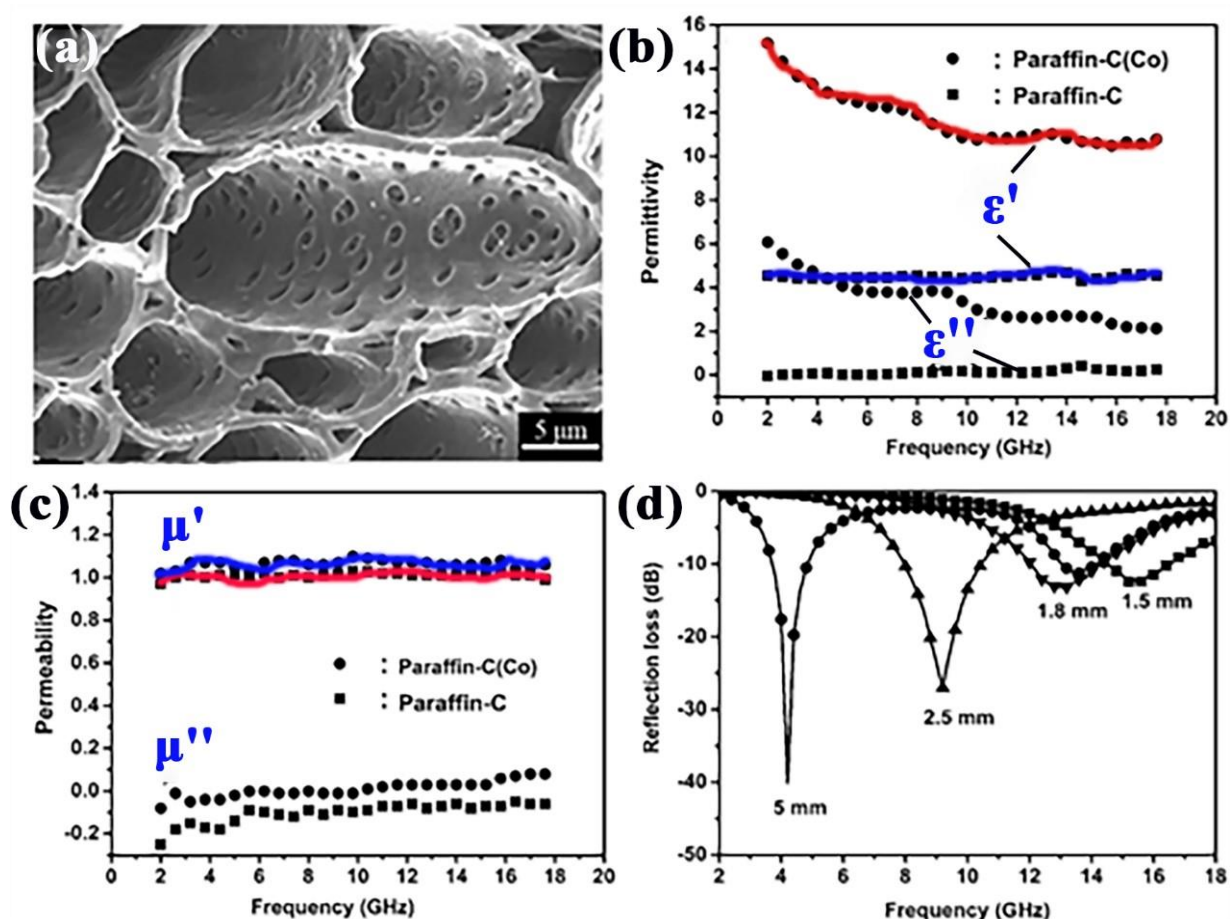 (a)
5 μm
(b)
16
14
12
10
8
6
4
2
0
Permittivity
● : Paraffin-C(Co)
■ : Paraffin-C
ε'
ε''
0 2 4 6 8 10 12 14 16 18
Frequency (GHz)
(c)
1.4
1.2
1.0
0.8
0.6
0.4
0.2
0.0
-0.2
Permeability
μ'
● : Paraffin-C(Co)
■ : Paraffin-C
μ''
0 2 4 6 8 10 12 14 16 18 20
Frequency (GHz)
(d)
0
-10
-20
-30
-40
-50
Reflection loss (dB)
1.8 mm
1.5 mm
2.5 mm
5 mm
2 4 6 8 10 12 14 16 18
Frequency (GHz)